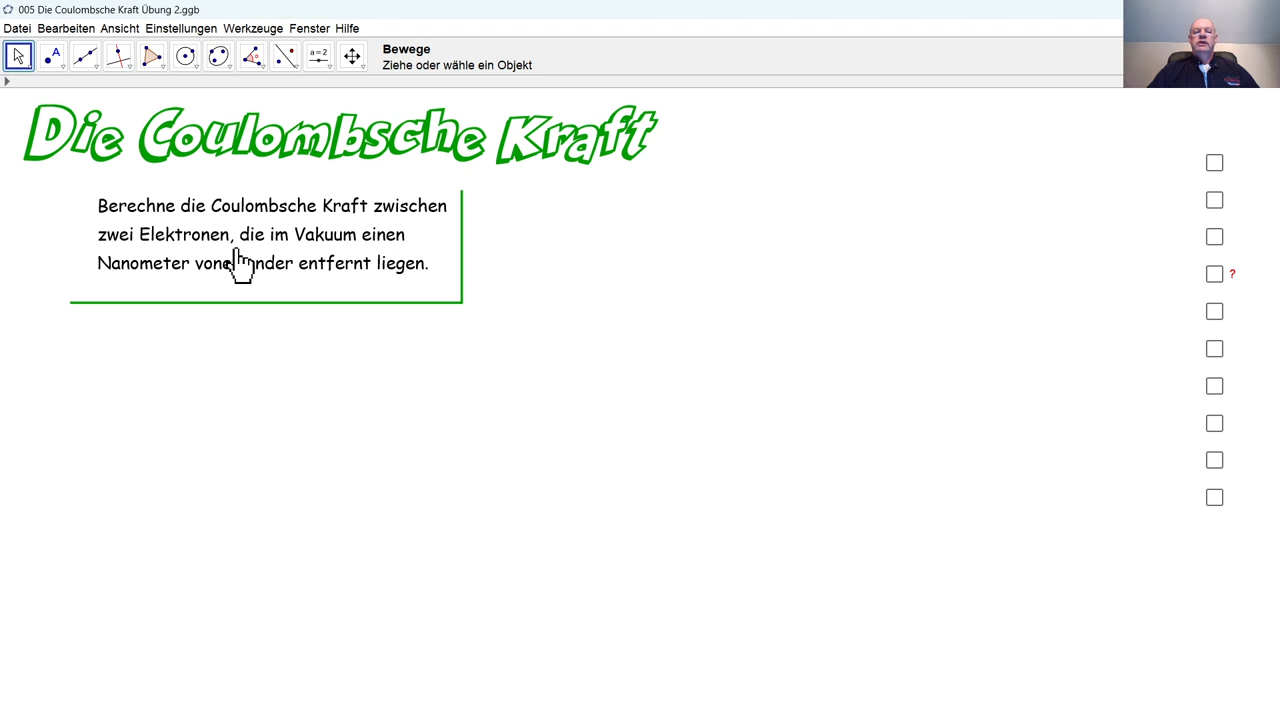 005 Die Coulombsche Kraft Übung 2.ggb
Datei Bearbeiten Ansicht Einstellungen Werkzeuge Fenster Hilfe
A
a=2
Bewege
Ziehe oder wähle ein Objekt
Die Coulombsche Kraft
Berechne die Coulombsche Kraft zwischen
zwei Elektronen, die im Vakuum einen
Nanometer entfernt liegen.
?